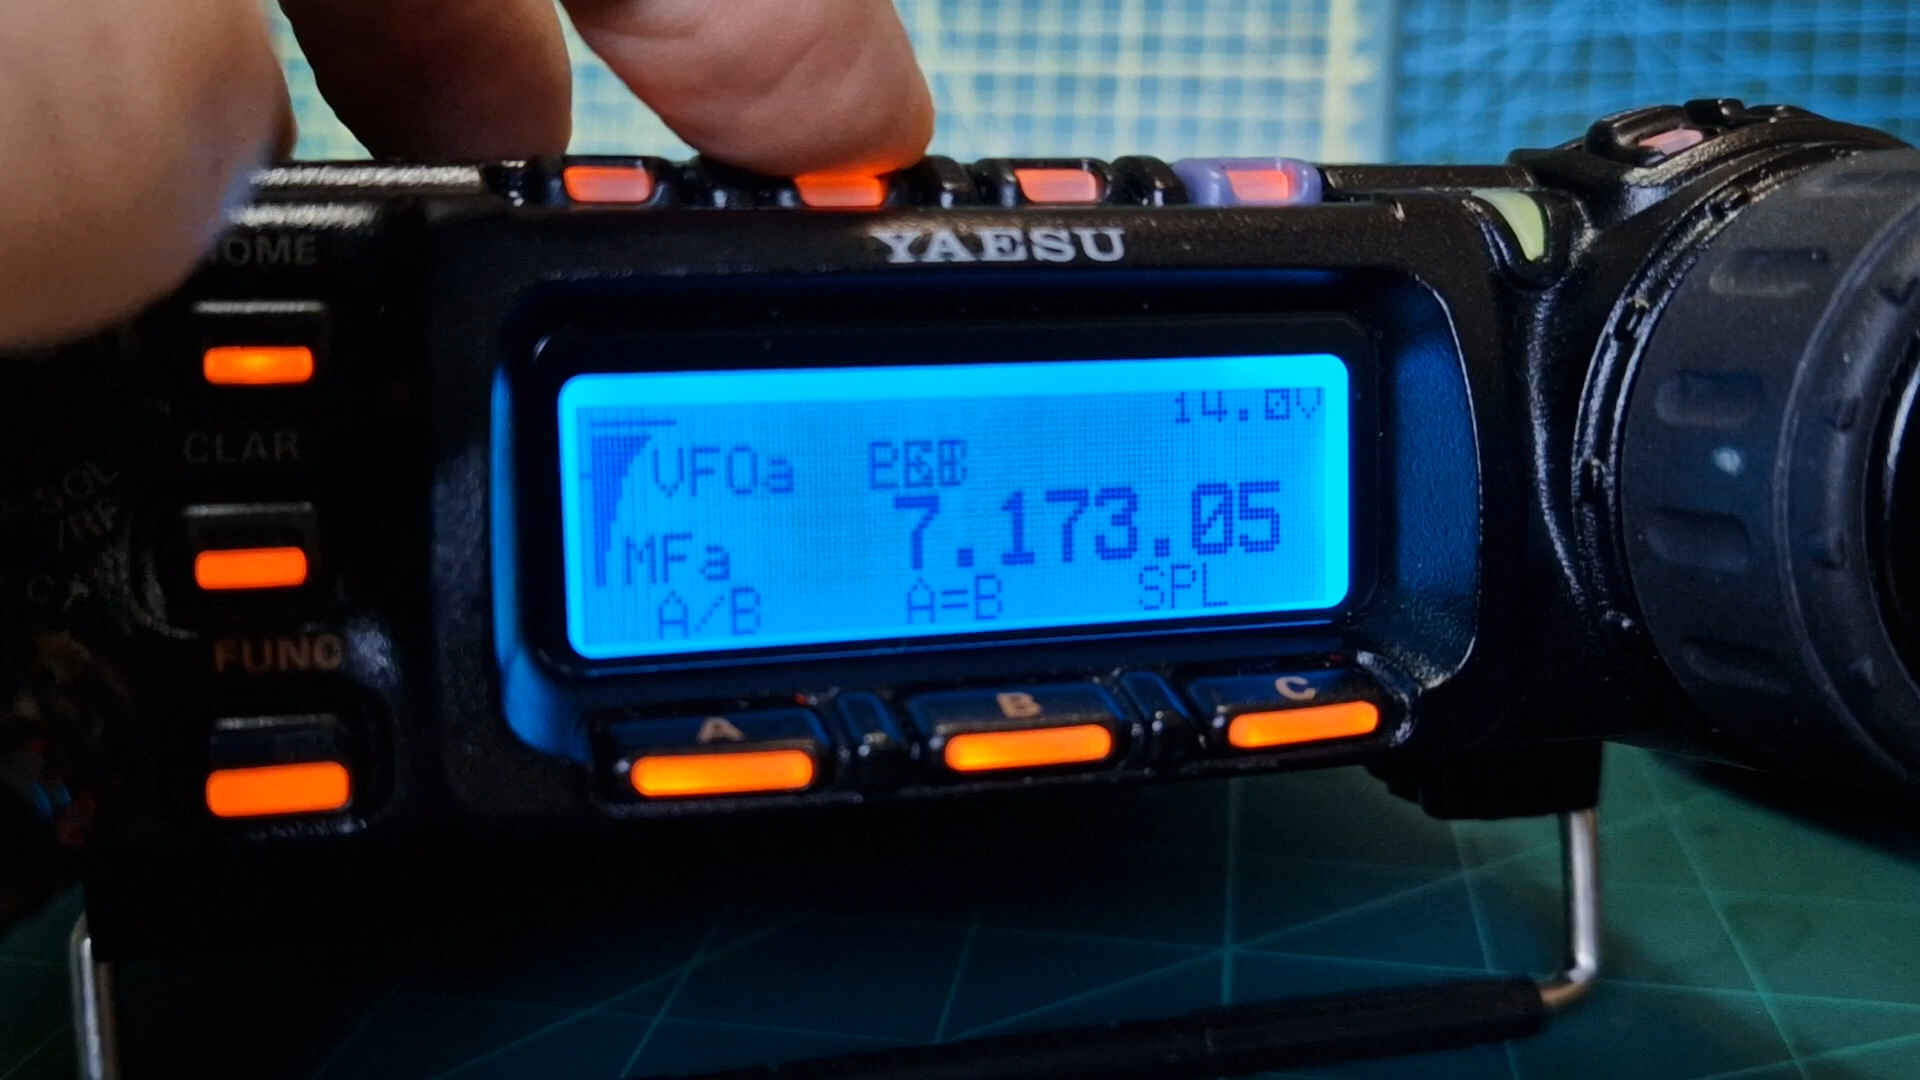 YAESU
HOME
14.0V
VFOa
7.173.05
CLAR
SQL
/RF
MFa
A/B A=B SPL
FUNC
A B C